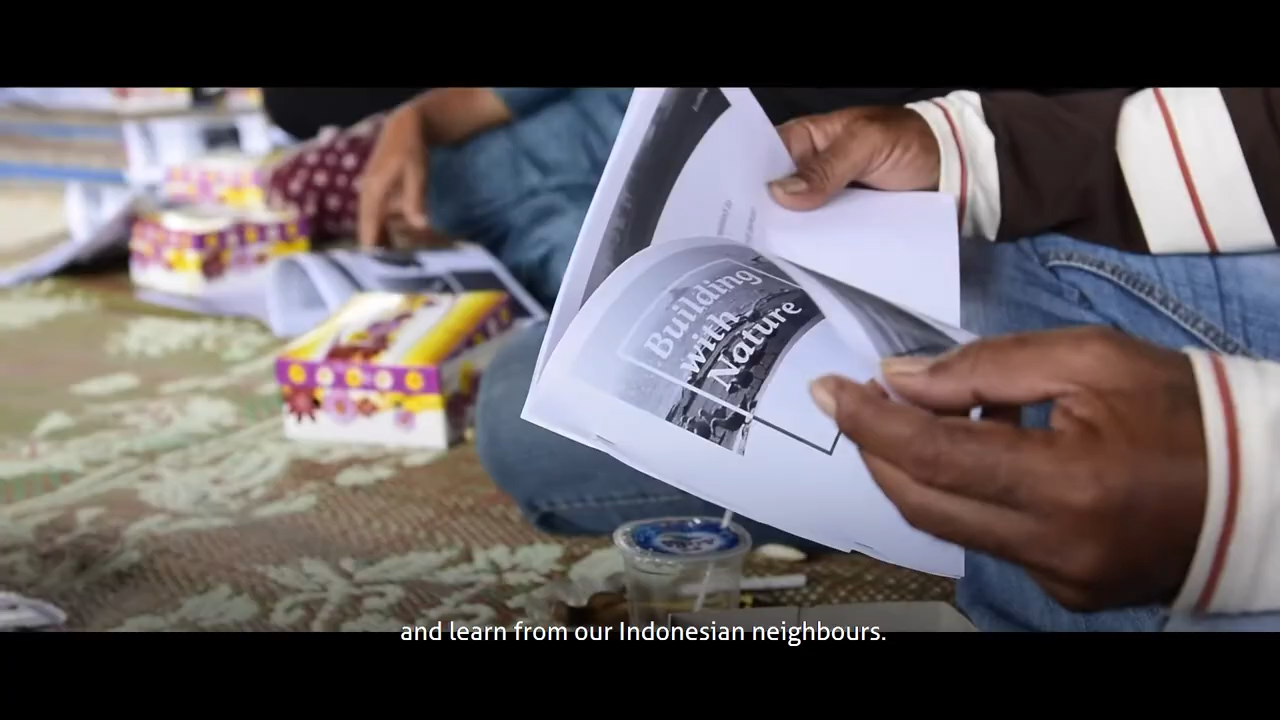 Building
with
Nature
and learn from our Indonesian neighbours.